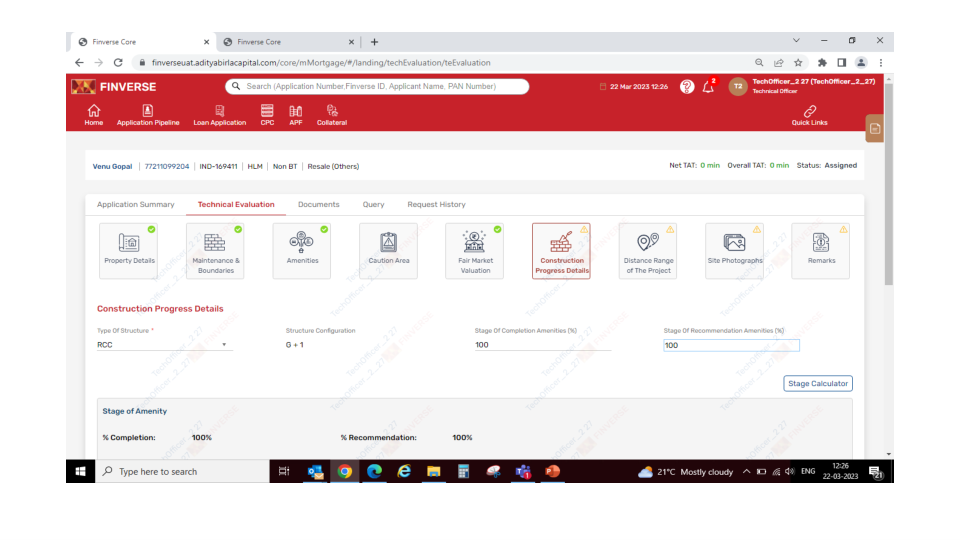 Finverse Core
Finverse Core
finverseuat.adityabirlacapital.com/core/mMortgage/#/landing/techEvaluation/teEvaluation
FINVERSE
Search (Application Number,Finverse ID, Applicant Name, PAN Number)
22 Mar 2023 12:26
2
T2
TechOfficer_2 27 (TechOfficer_2_27)
Technical Officer
Home Application Pipeline Loan Application CPC APF Collateral Quick Links
Venu Gopal | 77211099204 | IND-169411 | HLM | Non BT | Resale (Others) Net TAT: 0 min Overall TAT: 0 min Status: Assigned
Application Summary Technical Evaluation Documents Query Request History
Property Details Maintenance & Boundaries Amenities Caution Area Fair Market Valuation Construction Progress Details Distance Range of The Project Site Photographs Remarks
Construction Progress Details
Type Of Structure * Structure Configuration Stage Of Completion Amenities (%) Stage Of Recommendation Amenities (%)
RCC G + 1 100 100
Stage Calculator
Stage of Amenity
% Completion: 100% % Recommendation: 100%
Type here to search
21°C Mostly cloudy
ENG
12:26
22-03-2023
21